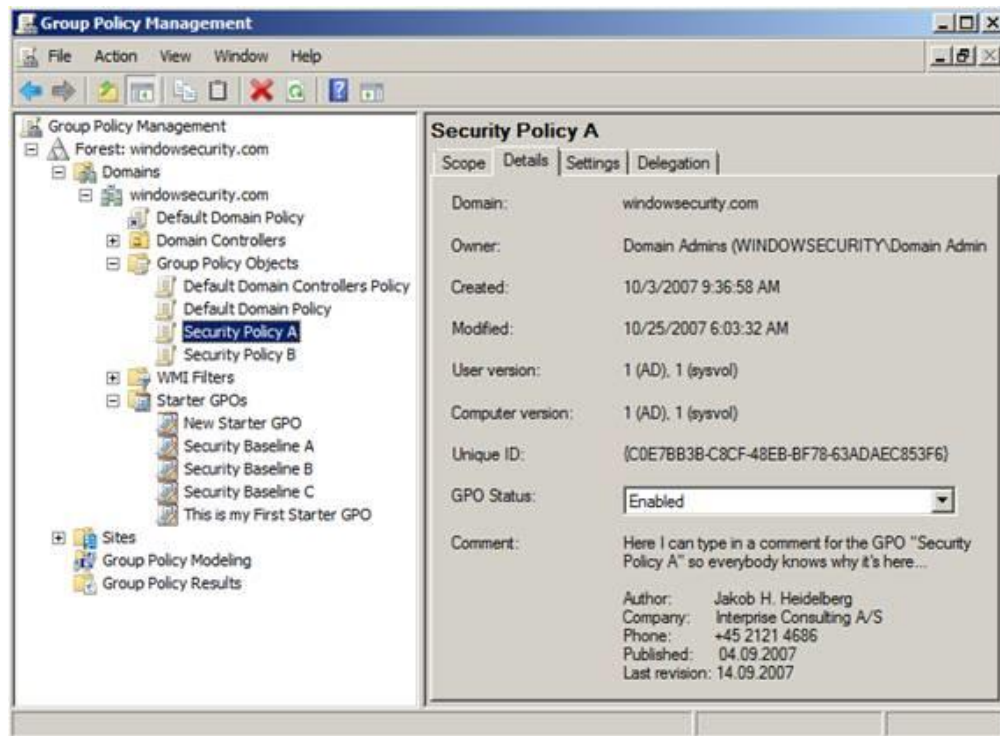 Group Policy Management
File Action View Window Help
Group Policy Management
Forest: windowsecurity.com
Domains
windowsecurity.com
Default Domain Policy
Domain Controllers
Group Policy Objects
Default Domain Controllers Policy
Default Domain Policy
Security Policy A
Security Policy B
WMI Filters
Starter GPOs
New Starter GPO
Security Baseline A
Security Baseline B
Security Baseline C
This is my First Starter GPO
Sites
Group Policy Modeling
Group Policy Results
Security Policy A
Scope Details Settings Delegation
Domain: windowsecurity.com
Owner: Domain Admins (WINDOWSECURITY\Domain Admin
Created: 10/3/2007 9:36:58 AM
Modified: 10/25/2007 6:03:32 AM
User version: 1 (AD), 1 (sysvol)
Computer version: 1 (AD), 1 (sysvol)
Unique ID: {C0E7BB3B-C8CF-48EB-BF78-63ADAEC853F6}
GPO Status: Enabled
Comment: Here I can type in a comment for the GPO "Security
Policy A" so everybody knows why it's here...
Author: Jakob H. Heidelberg
Company: Interprise Consulting A/S
Phone: +45 2121 4686
Published: 04.09.2007
Last revision: 14.09.2007